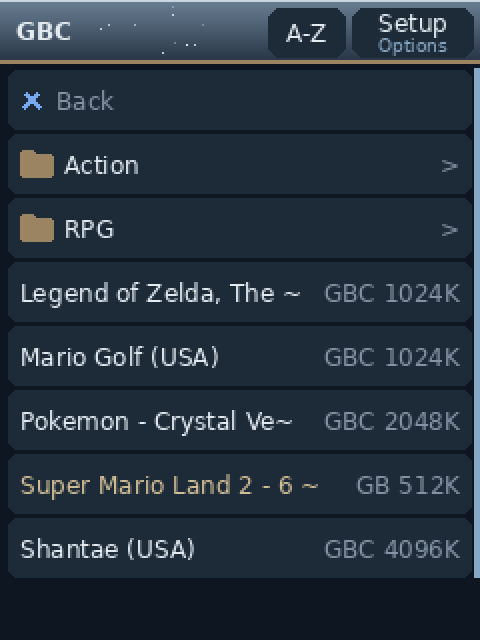 GBC
A-Z
Setup
Options
Back
Action >
RPG >
Legend of Zelda, The ~ GBC 1024K
Mario Golf (USA) GBC 1024K
Pokemon - Crystal Ve~ GBC 2048K
Super Mario Land 2 - 6 ~ GB 512K
Shantae (USA) GBC 4096K